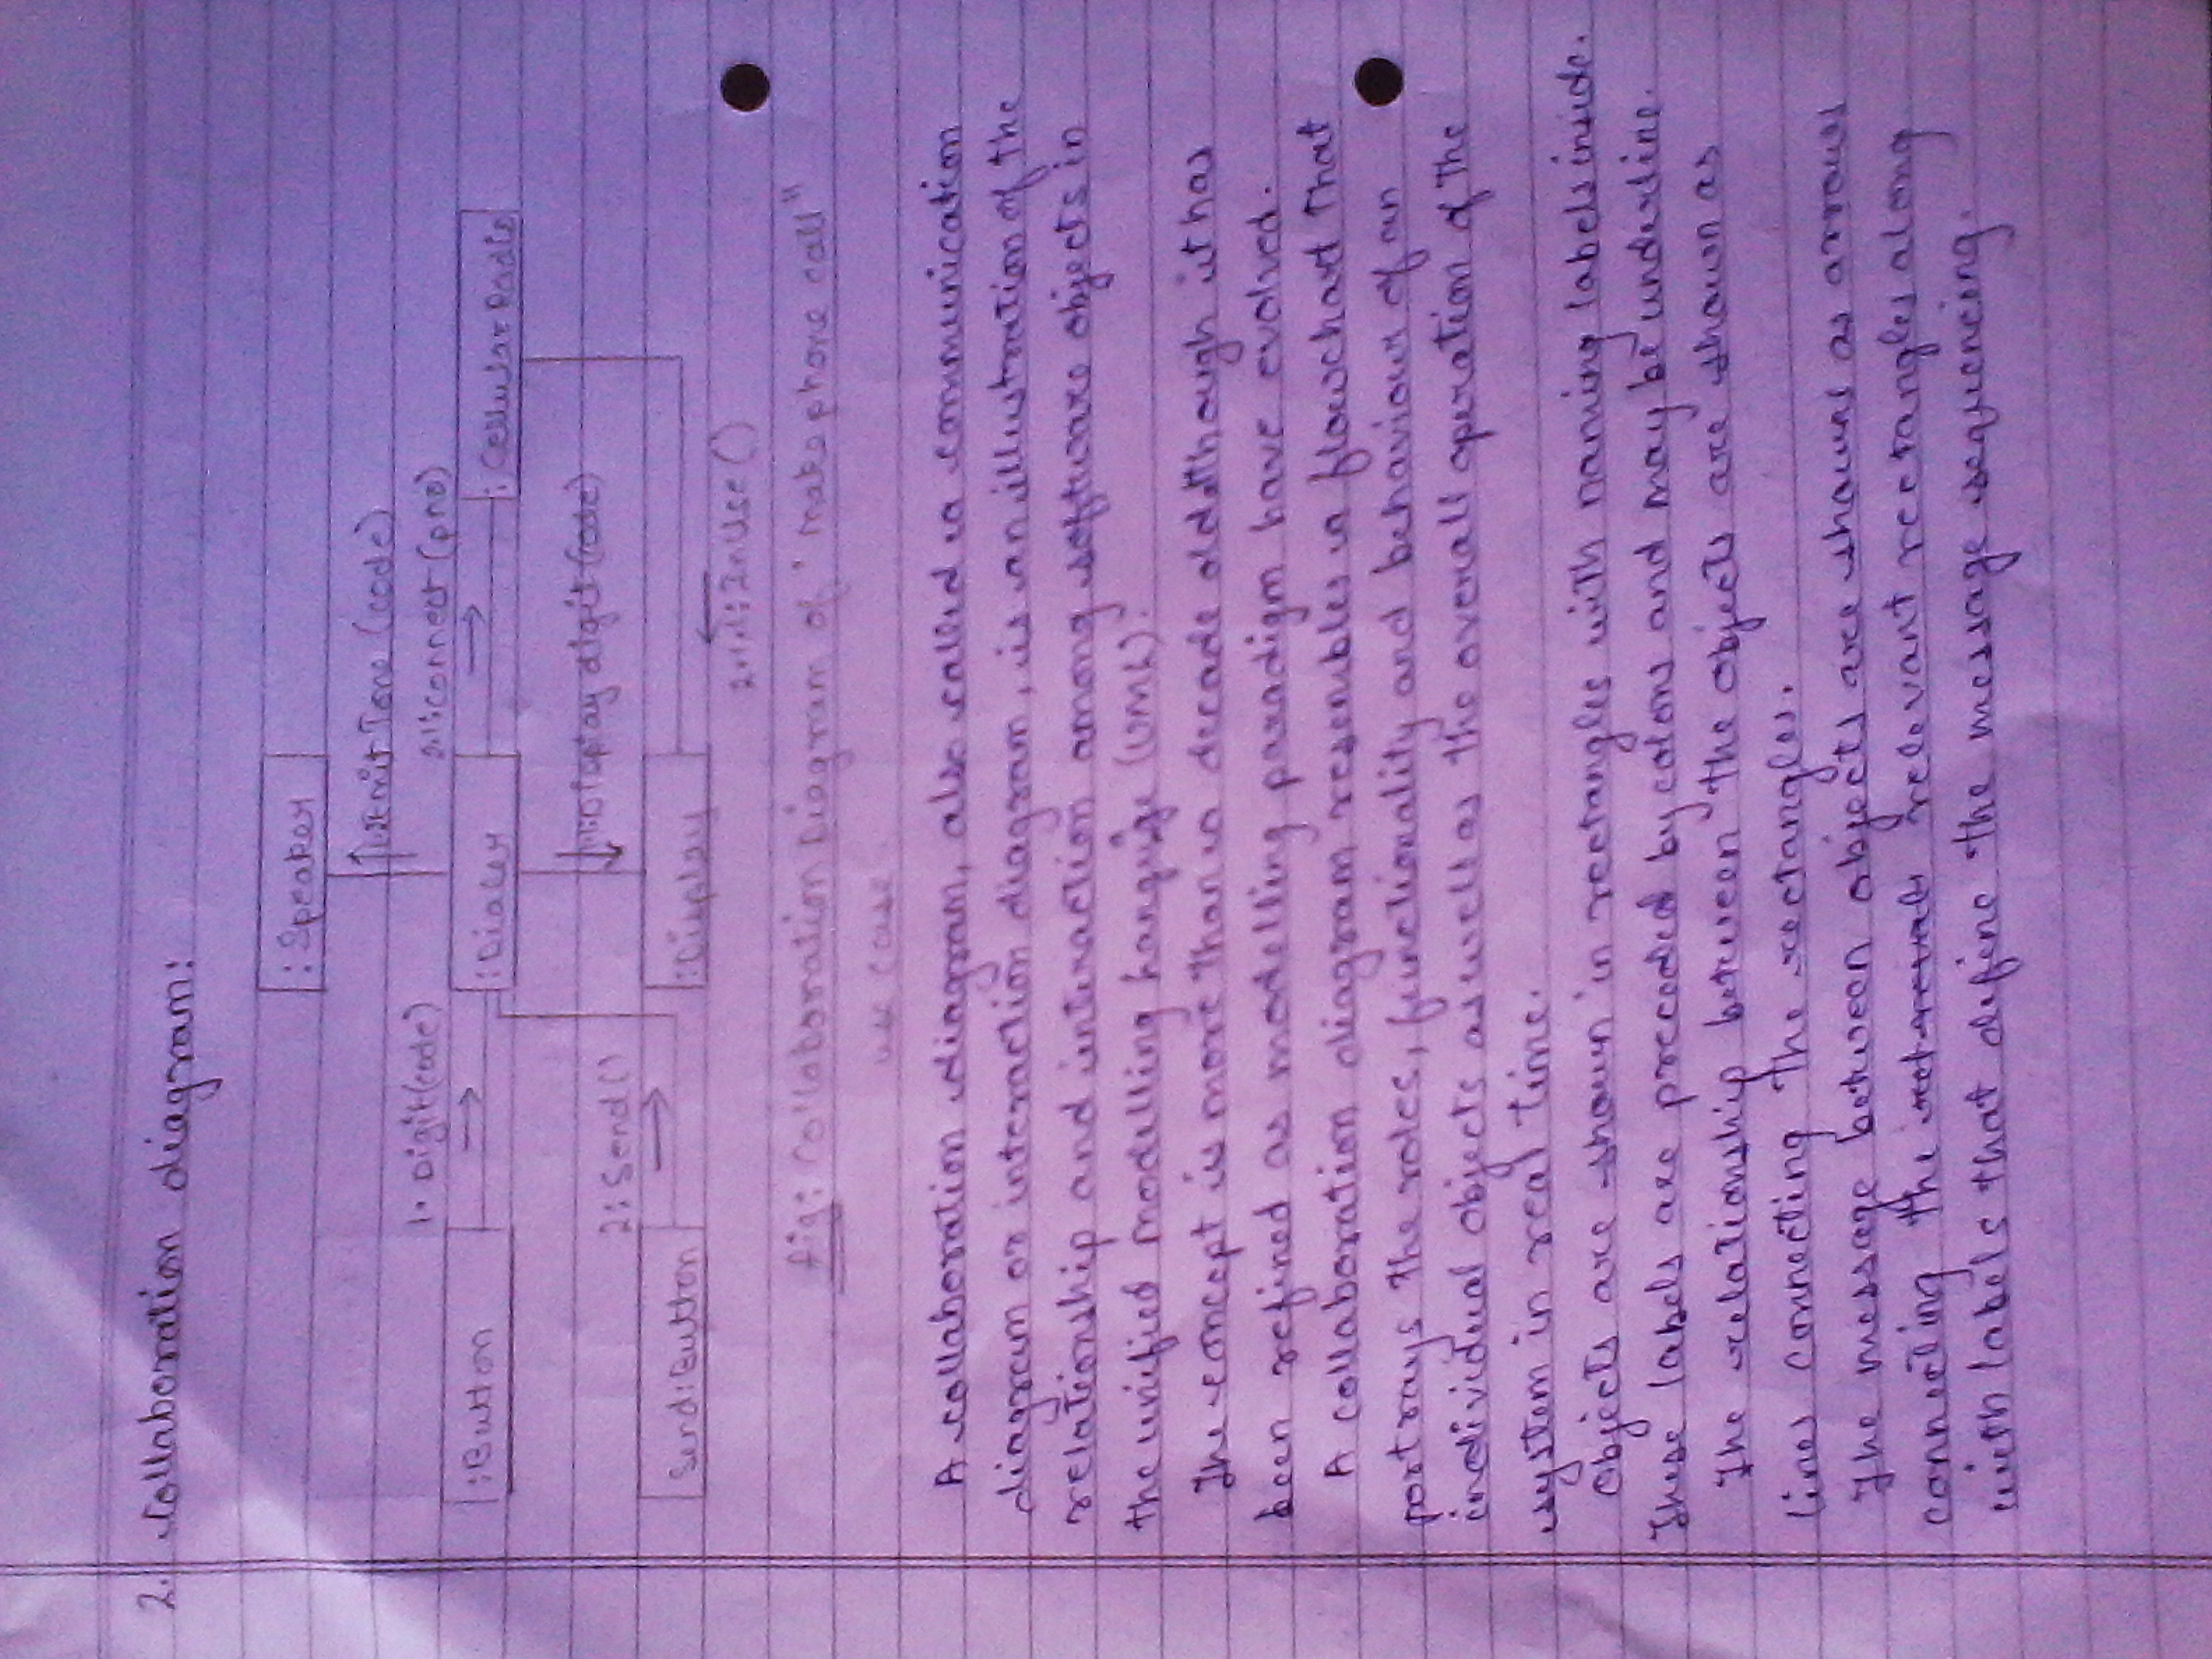 2. Collaboration diagram:
:Speaker
1.1:emit Tone (code)
1. Digit(code)
2.1:connect (pno)
:Button
:Dialer
:Cellular Radio
2: Send()
digit(code)
Send:Button
:Display
2.1.1: InUse ()
fig: Collaboration Diagram of "make phone call"
use case
A collaboration diagram, also called a communication
diagram or interaction diagram, is an illustration of the
relationship and interaction among software objects in
the unified modelling Language (UML).
The concept is more than a decade old although it has
been refined as modelling paradigm have evolved.
A collaboration diagram resembles a flowchart that
portrays the roles, functionality and behaviour of an
individual objects as well as the overall operation of the
system in real time.
Objects are shown in rectangles with naming labels inside.
These labels are preceded by colons and may be underline.
The relationship between the objects are shown as
lines connecting the rectangles.
The message between objects are shown as arrows
connecting the relevant rectangles along
with labels that define the message sequencing.